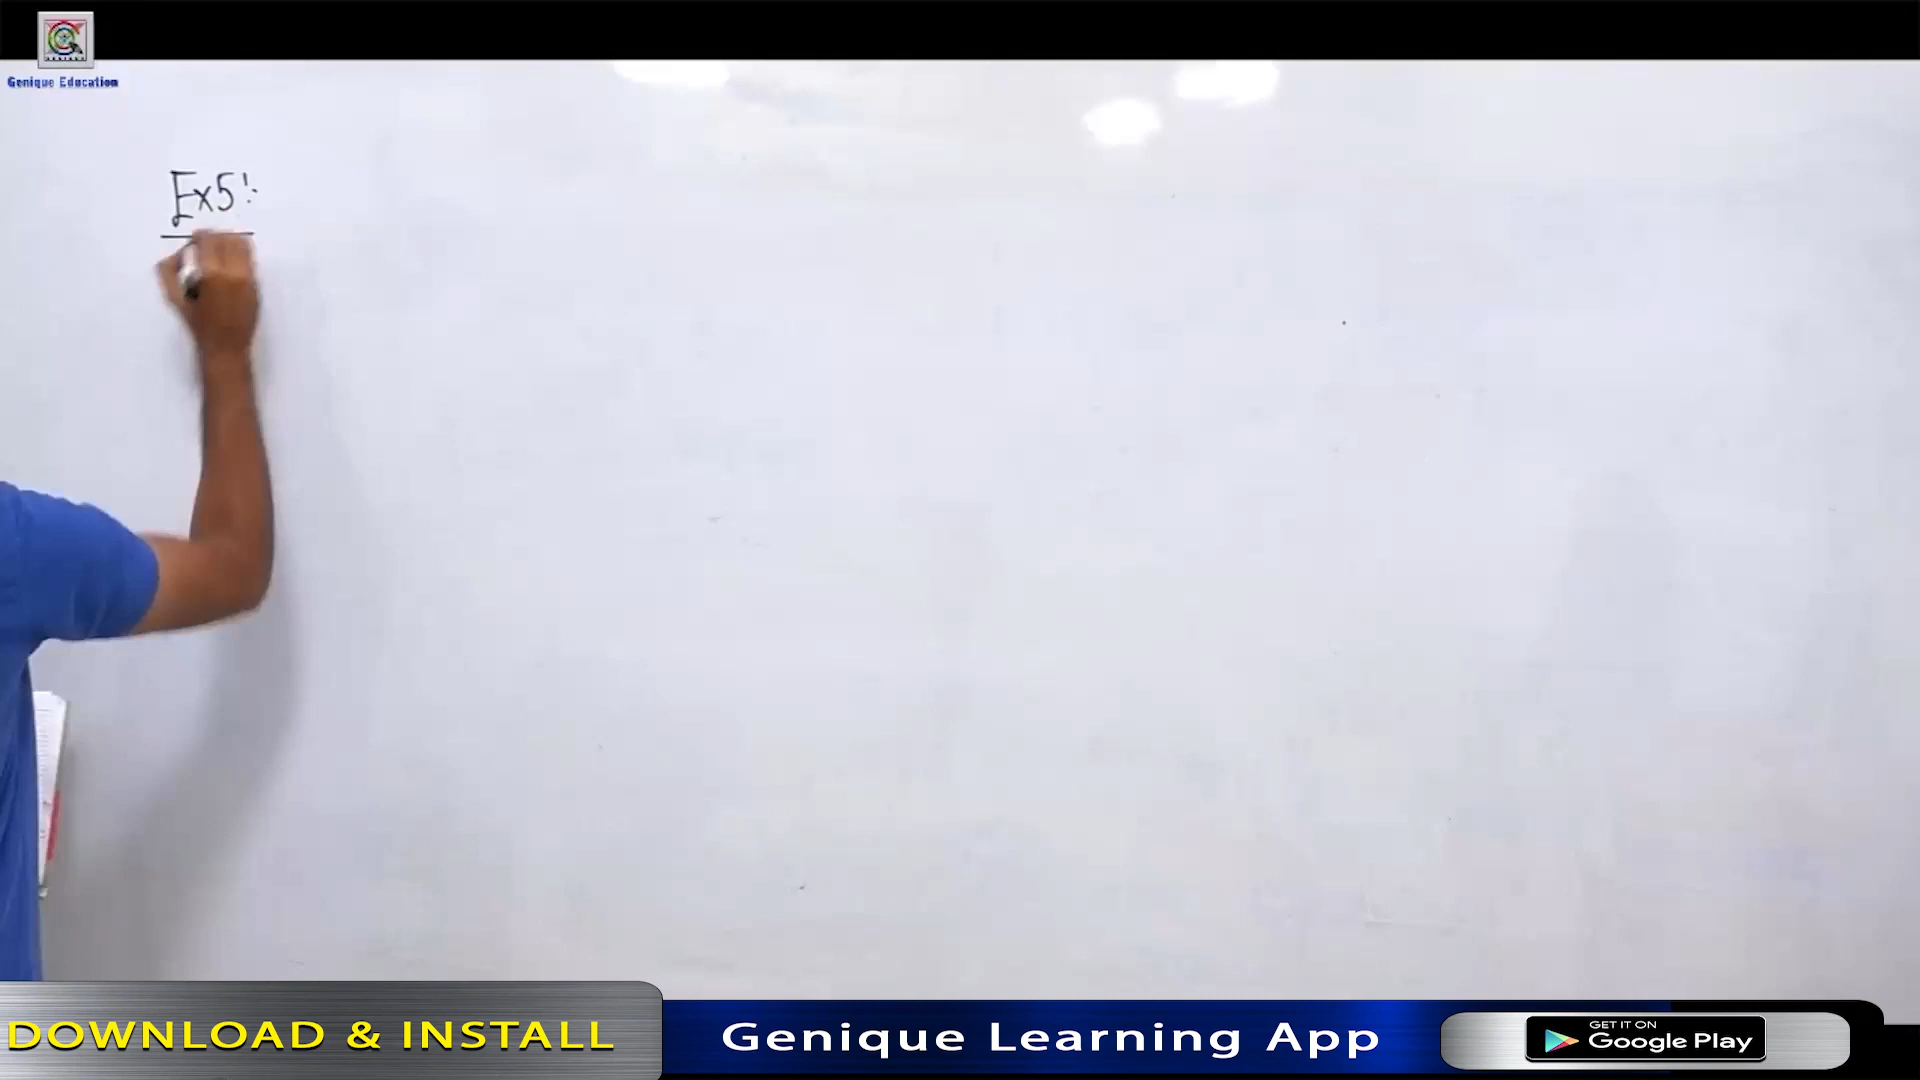 Genique Education
Ex5:
DOWNLOAD & INSTALL
Genique Learning App
GET IT ON
Google Play